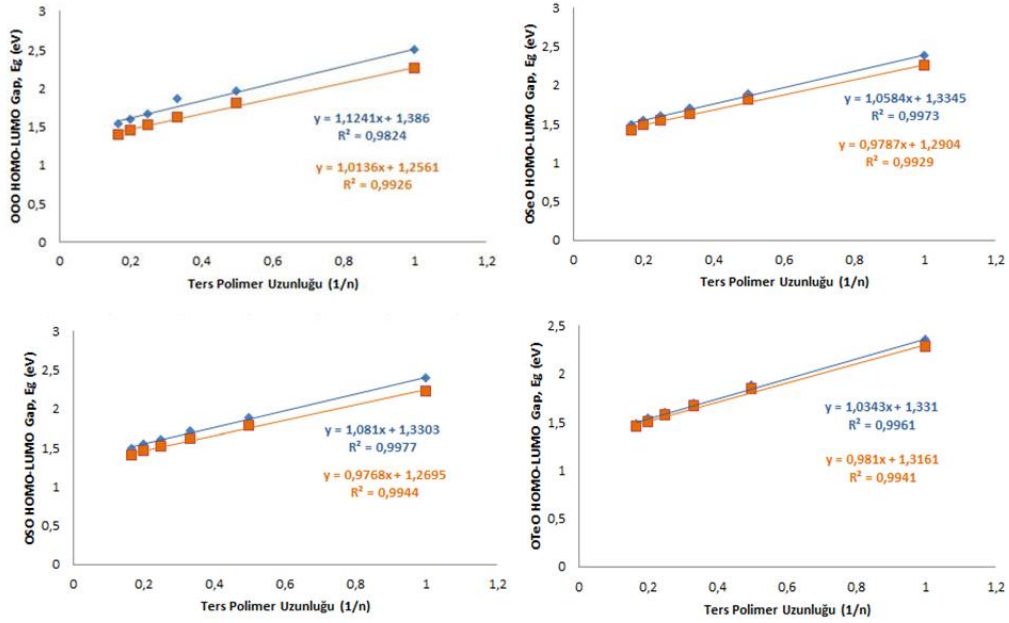 OOO HOMO-LUMO Gap, Eg (eV)
3
2,5
2
1,5
1
0,5
0
y = 1,1241x + 1,386
R² = 0,9824
y = 1,0136x + 1,2561
R² = 0,9926
0 0,2 0,4 0,6 0,8 1 1,2
Ters Polimer Uzunluğu (1/n)
OSeO HOMO-LUMO Gap, Eg (eV)
3
2,5
2
1,5
1
0,5
0
y = 1,0584x + 1,3345
R² = 0,9973
y = 0,9787x + 1,2904
R² = 0,9929
0 0,2 0,4 0,6 0,8 1 1,2
Ters Polimer Uzunluğu (1/n)
OSO HOMO-LUMO Gap, Eg (eV)
3
2,5
2
1,5
1
0,5
0
y = 1,081x + 1,3303
R² = 0,9977
y = 0,9768x + 1,2695
R² = 0,9944
0 0,2 0,4 0,6 0,8 1 1,2
Ters Polimer Uzunluğu (1/n)
OTeO HOMO-LUMO Gap, Eg (eV)
2,5
2
1,5
1
0,5
0
y = 1,0343x + 1,331
R² = 0,9961
y = 0,981x + 1,3161
R² = 0,9941
0 0,2 0,4 0,6 0,8 1 1,2
Ters Polimer Uzunluğu (1/n)